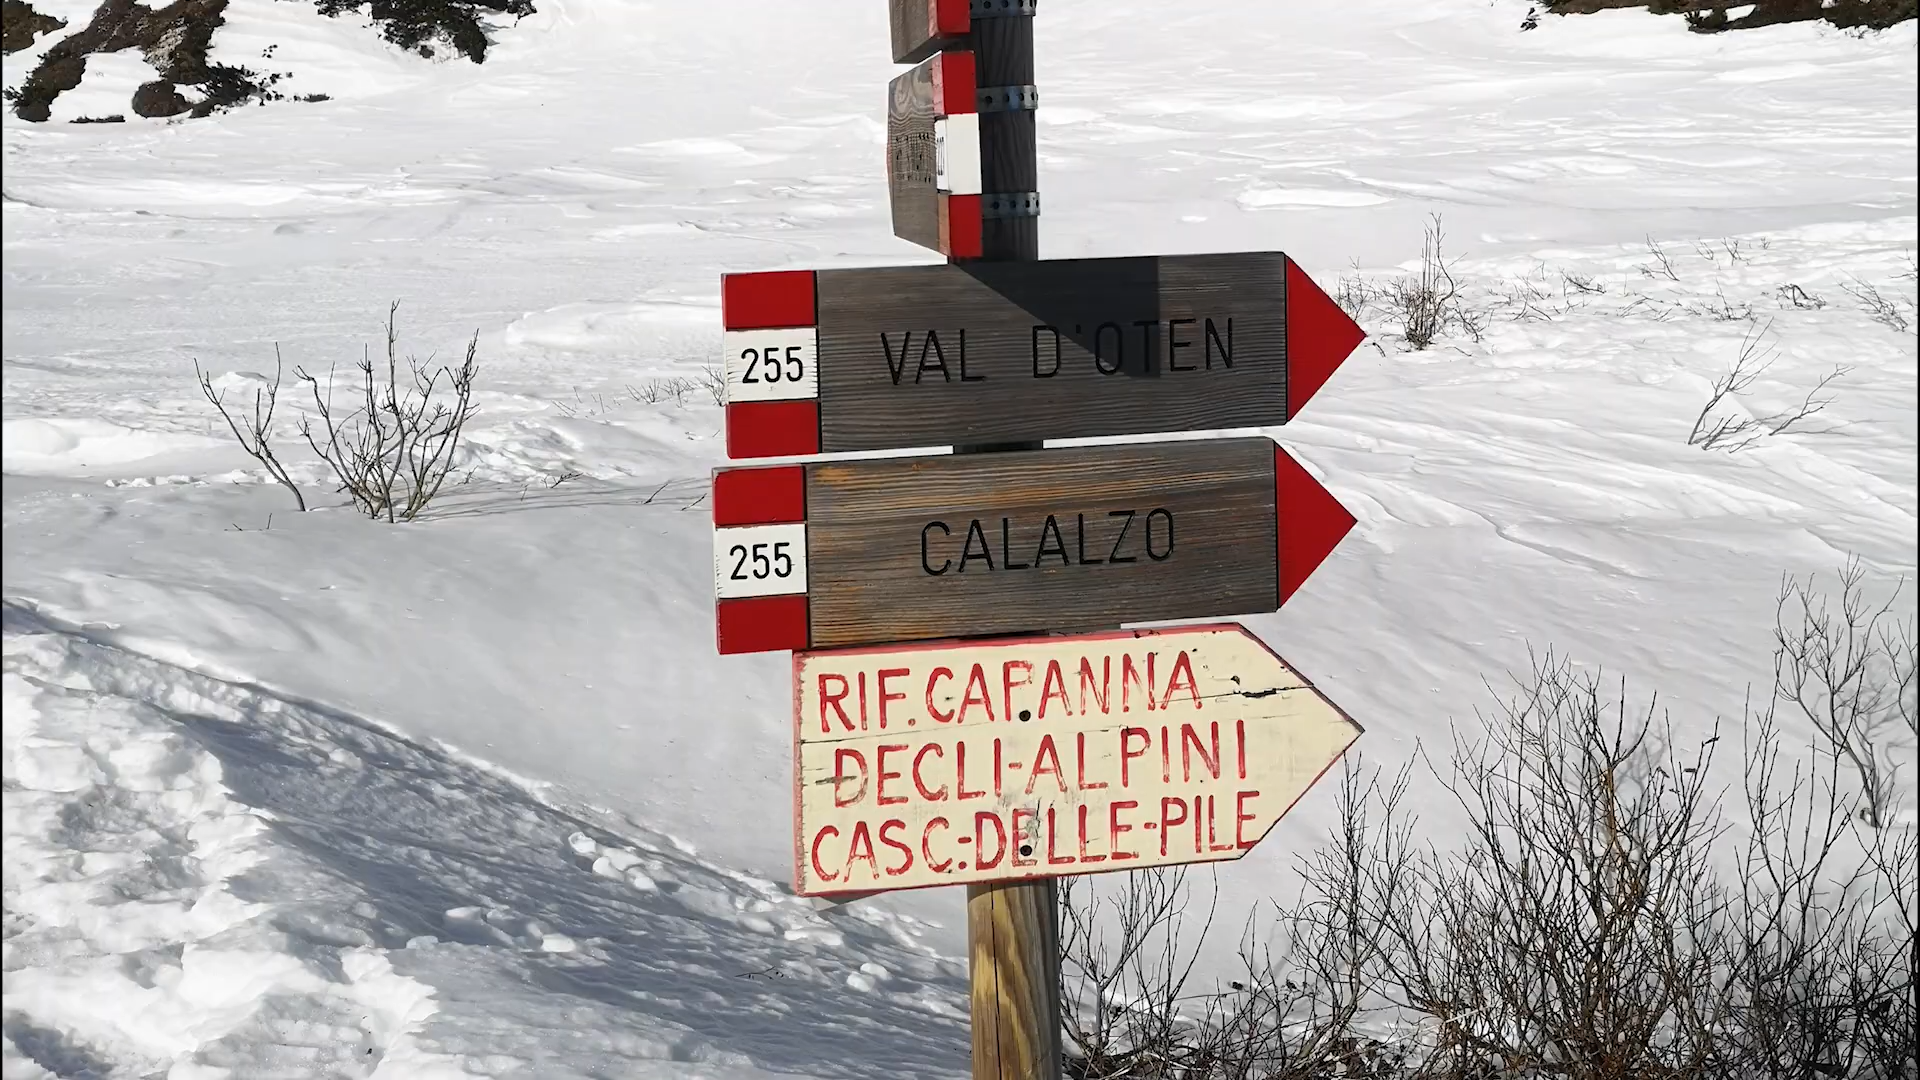 255 VAL D'OTEN
255 CALALZO
RIF.CAPANNA
DEGLI-ALPINI
CASC:DELLE-PILE